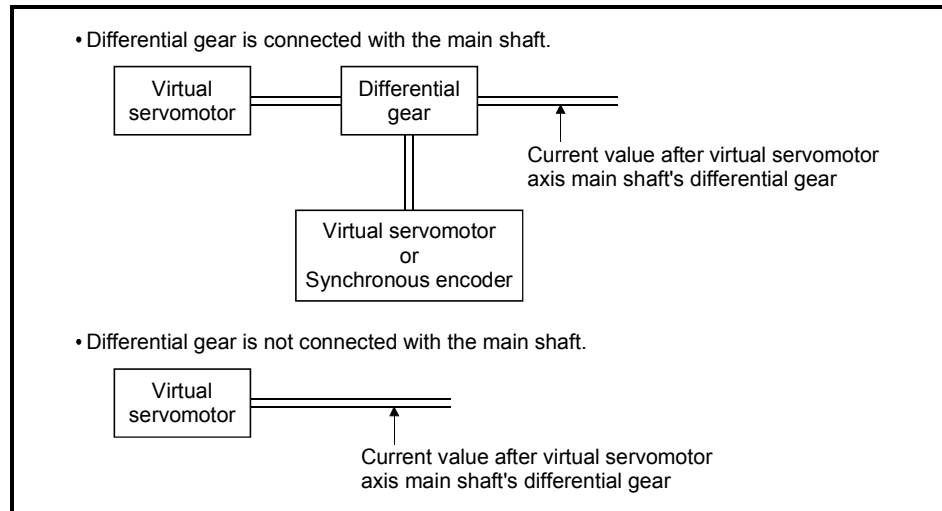 • Differential gear is connected with the main shaft.
Virtual
servomotor
Differential
gear
Current value after virtual servomotor
axis main shaft's differential gear
Virtual servomotor
or
Synchronous encoder
• Differential gear is not connected with the main shaft.
Virtual
servomotor
Current value after virtual servomotor
axis main shaft's differential gear